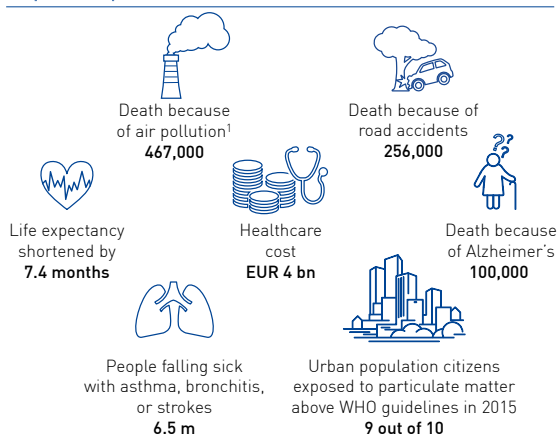 Death because
of air pollution¹
467,000
Death because of
road accidents
256,000
??
?
Life expectancy
shortened by
7.4 months
Healthcare
cost
EUR 4 bn
Death because
of Alzheimer's
100,000
People falling sick
with asthma, bronchitis,
or strokes
6.5 m
Urban population citizens
exposed to particulate matter
above WHO guidelines in 2015
9 out of 10